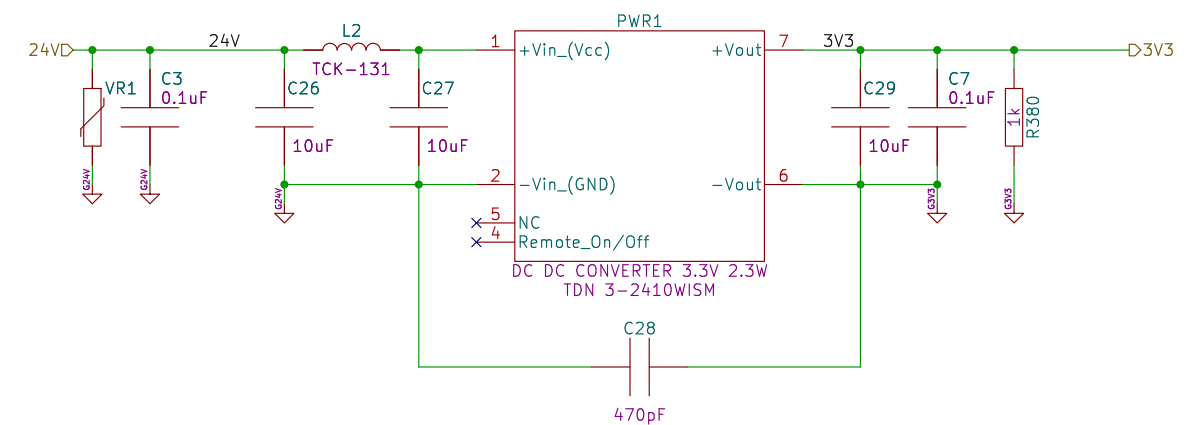 PWR1
24V
24V
L2
TCK-131
1
+Vin_(Vcc)
+Vout
7
3V3
3V3
VR1
C3
0.1uF
C26
10uF
C27
10uF
C29
10uF
C7
0.1uF
1k
R380
G24V
G24V
G24V
2
-Vin_(GND)
-Vout
6
G3V3
G3V3
5
NC
4
Remote_On/Off
DC DC CONVERTER 3.3V 2.3W
TDN 3-2410WISM
C28
470pF